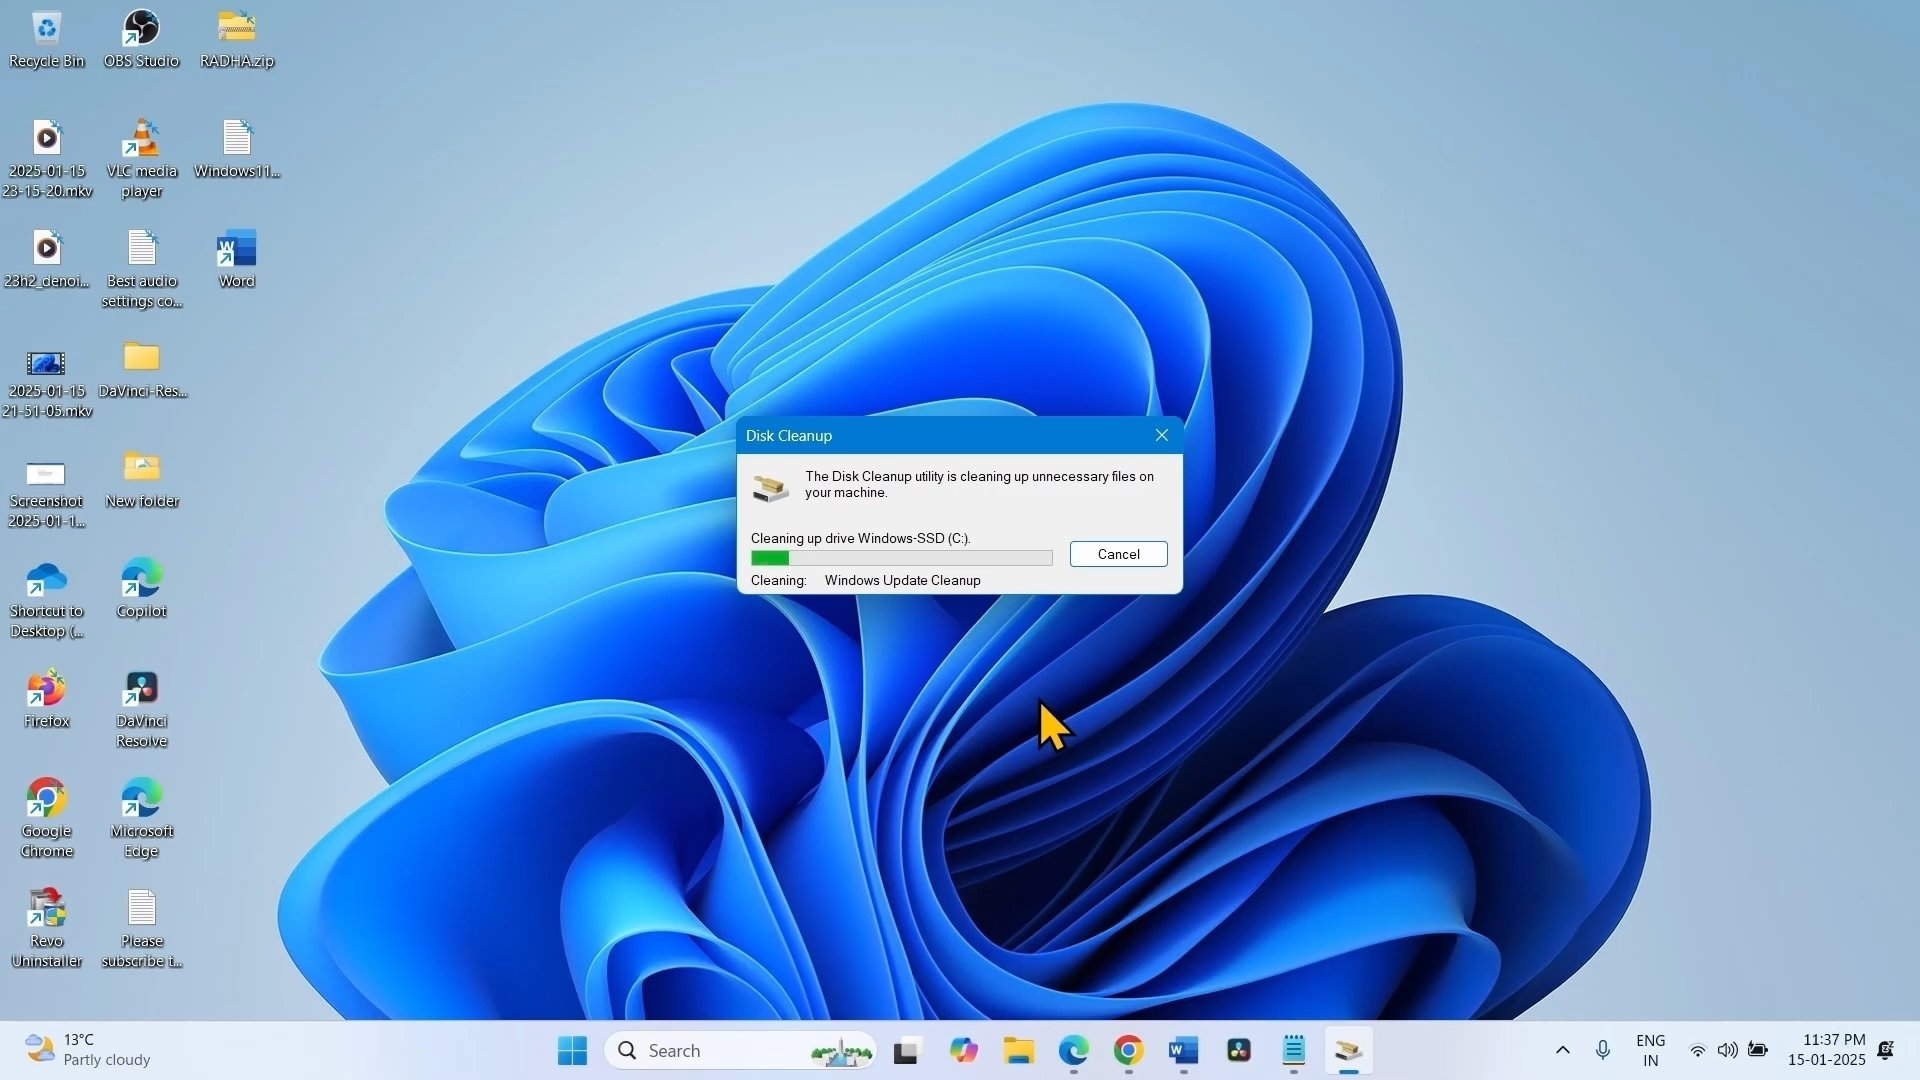 Recycle Bin
OBS Studio
RADHA.zip
2025-01-15
23-15-20.mkv
VLC media
player
Windows11...
23h2_denoi...
Best audio
settings co...
Word
2025-01-15
21-51-05.mkv
DaVinci-Res...
Screenshot
2025-01-1...
New folder
Shortcut to
Desktop (...
Copilot
Firefox
DaVinci
Resolve
Google
Chrome
Microsoft
Edge
Revo
Uninstaller
Please
subscribe t...
Disk Cleanup
The Disk Cleanup utility is cleaning up unnecessary files on
your machine.
Cleaning up drive Windows-SSD (C:).
Cancel
Cleaning: Windows Update Cleanup
13°C
Partly cloudy
Search
ENG
IN
11:37 PM
15-01-2025